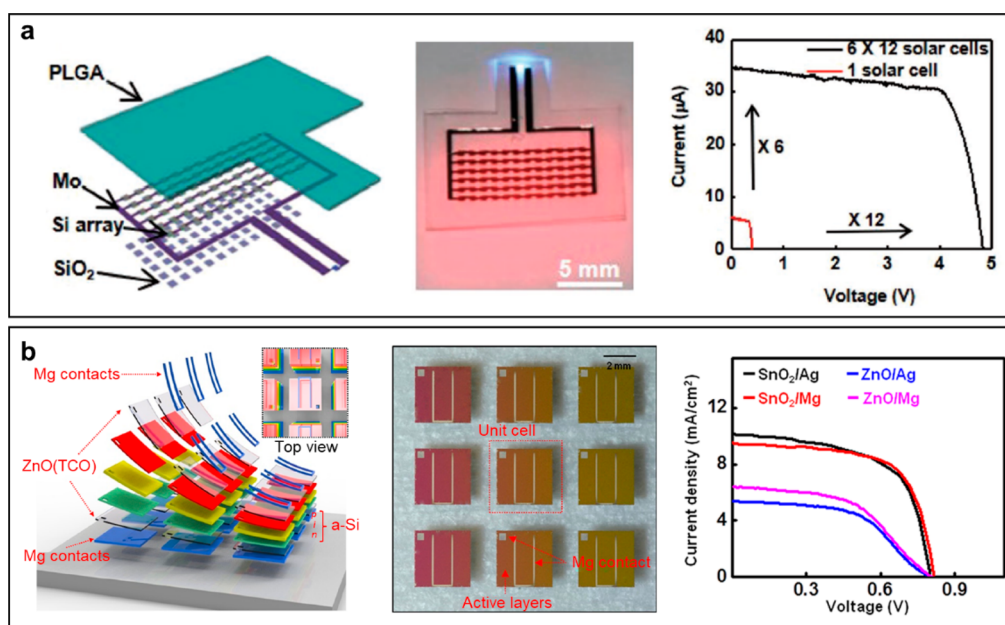 a
PLGA
Mo
Si array
SiO₂
5 mm
Current (μA)
40
30
20
10
0
6 X 12 solar cells
1 solar cell
X 6
X 12
0 1 2 3 4 5
Voltage (V)
b
Mg contacts
Top view
ZnO(TCO)
a-Si
p
i
n
Mg contacts
2 mm
Unit cell
Mg contact
Active layers
Current density (mA/cm²)
12
8
4
0
SnO₂/Ag
ZnO/Ag
SnO₂/Mg
ZnO/Mg
0.3 0.6 0.9
Voltage (V)